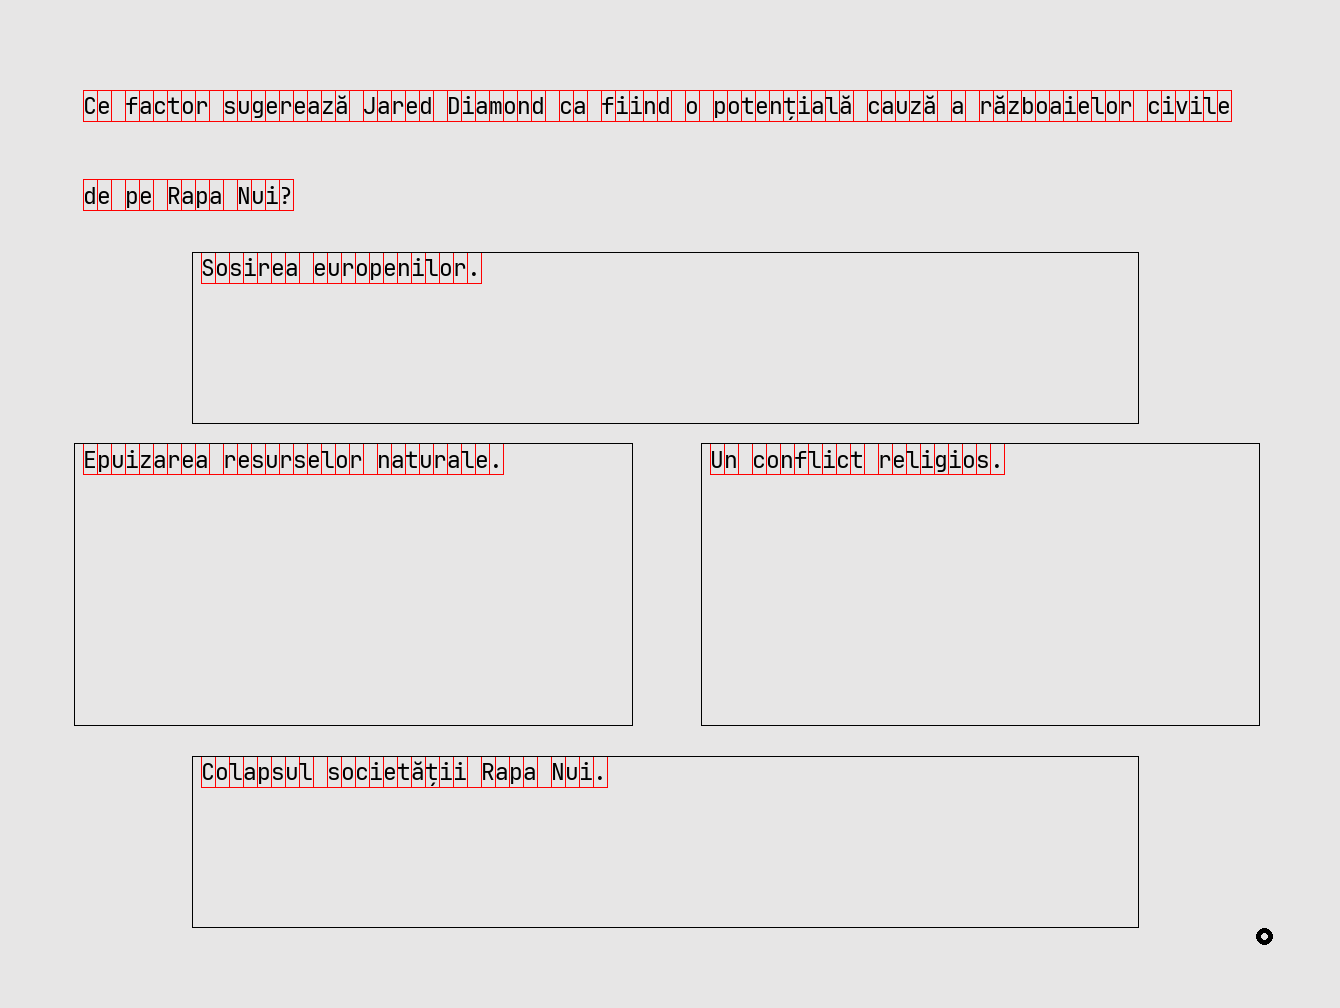 Ce factor sugerează Jared Diamond ca fiind o potențială cauză a războaielor civile
de pe Rapa Nui?
Sosirea europenilor.
Epuizarea resurselor naturale.
Un conflict religios.
Colapsul societății Rapa Nui.